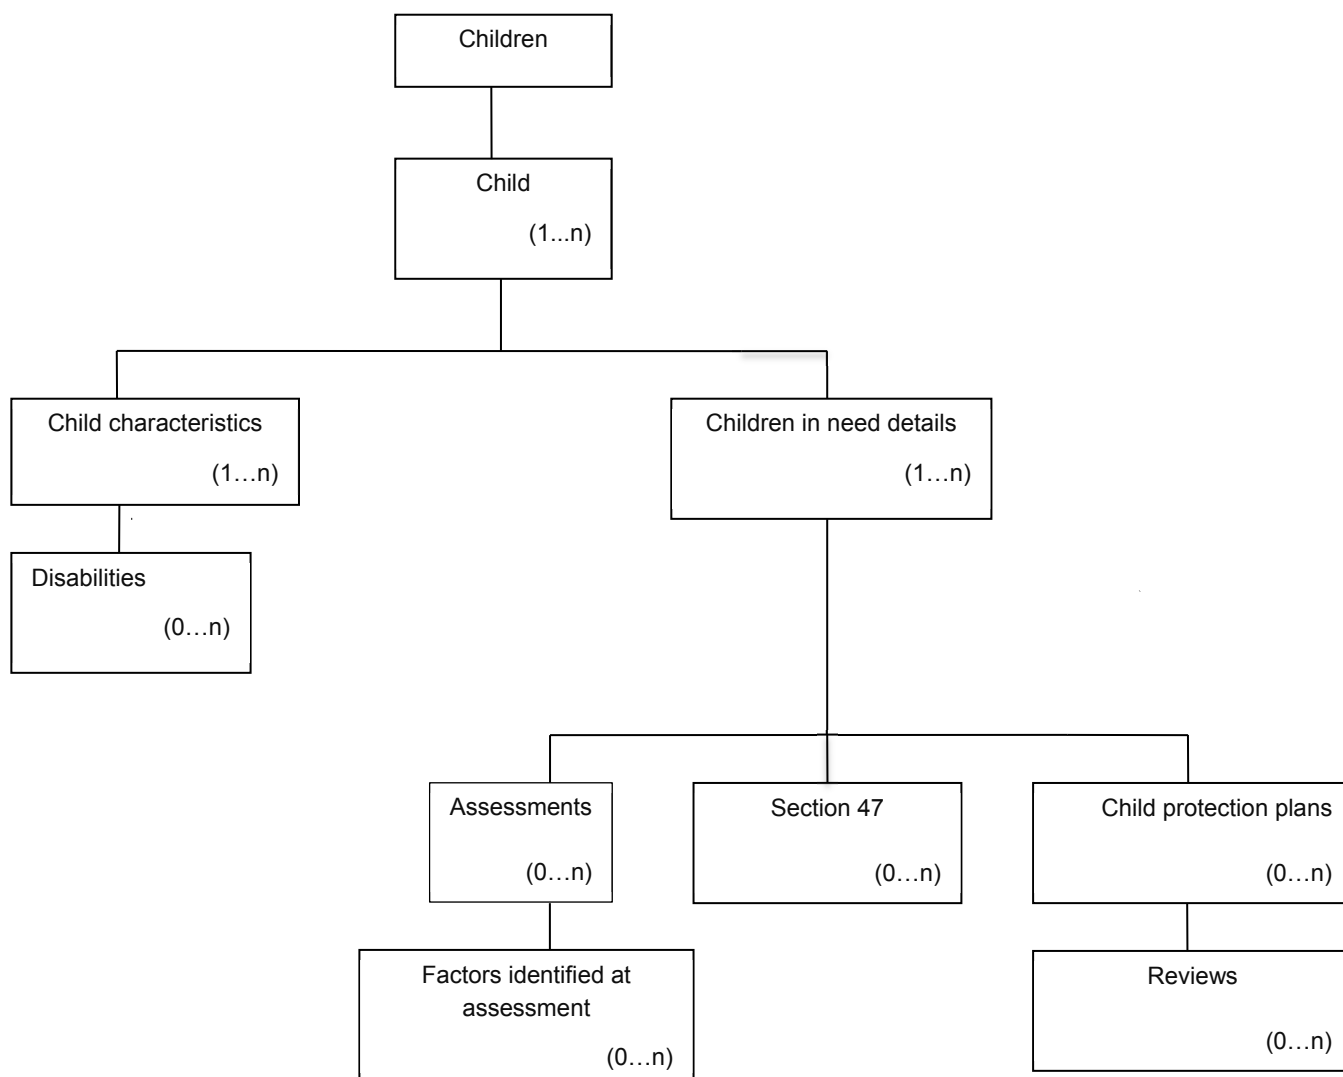 Children
Child
(1...n)
Child characteristics
(1…n)
Children in need details
(1…n)
Disabilities
(0…n)
Assessments
(0…n)
Section 47
(0…n)
Child protection plans
(0…n)
Factors identified at
assessment
(0…n)
Reviews
(0…n)